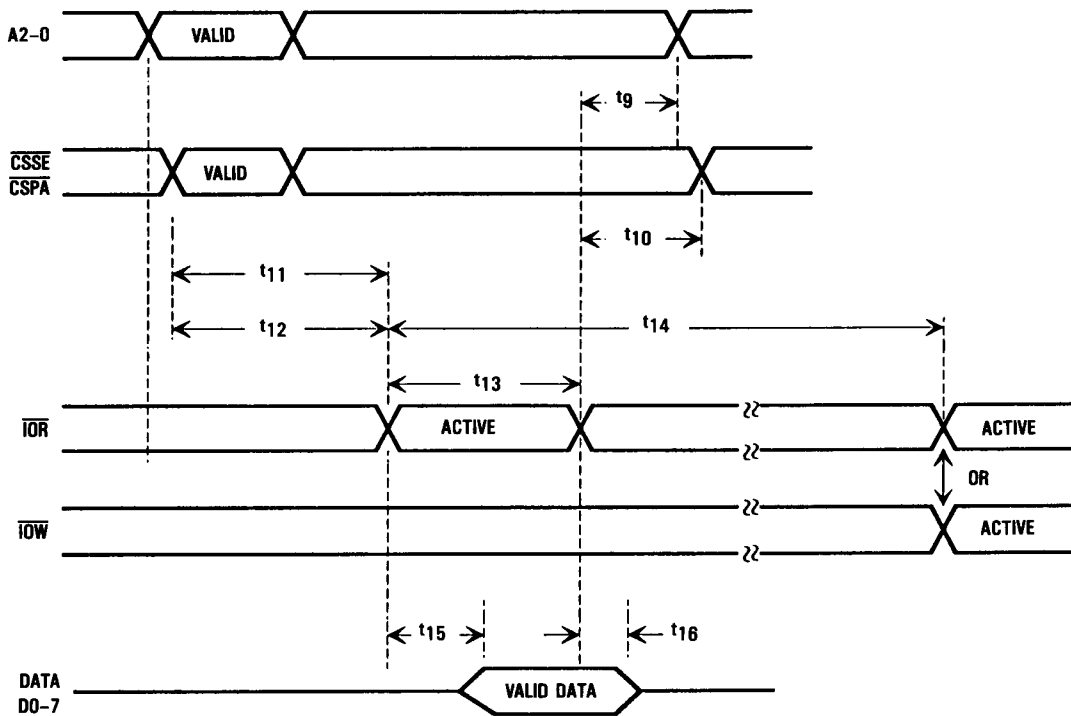 A2-0
VALID
t9
CSSE
CSPA
VALID
t10
t11
t12
t14
t13
IOR
ACTIVE
ACTIVE
OR
IOW
ACTIVE
t15
t16
DATA
D0-7
VALID DATA